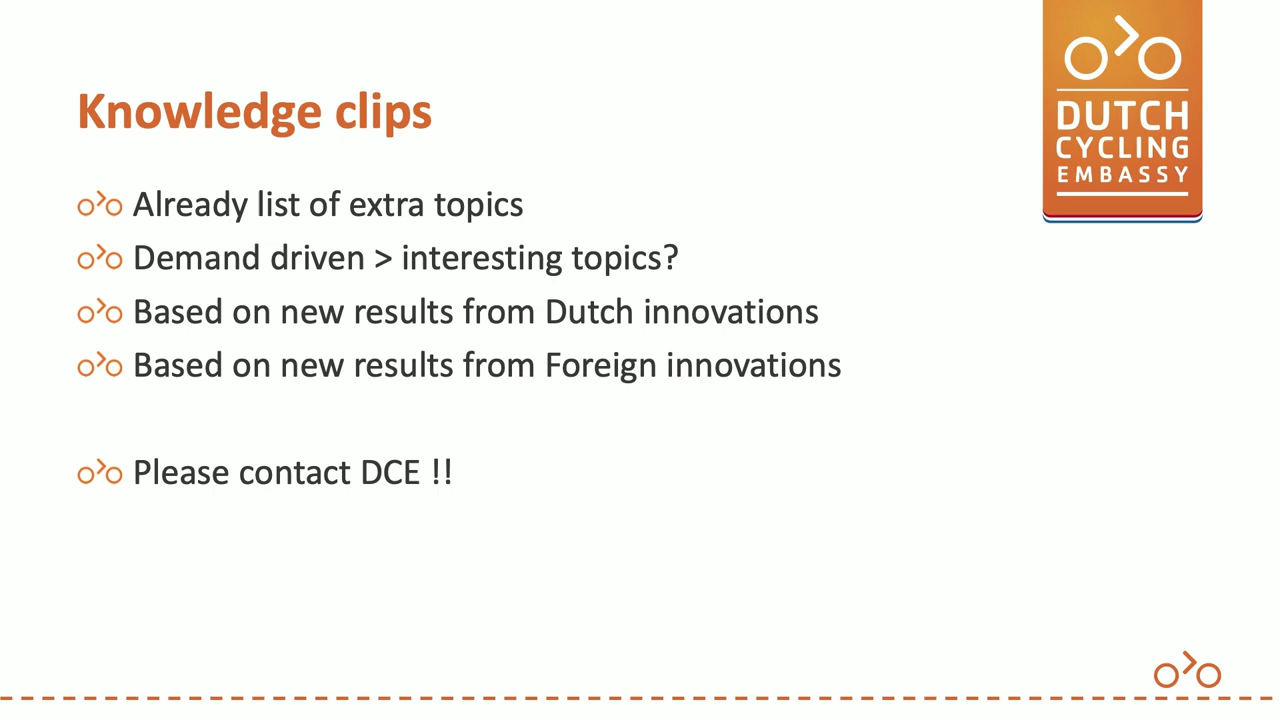 Knowledge clips
Already list of extra topics
Demand driven > interesting topics?
Based on new results from Dutch innovations
Based on new results from Foreign innovations
Please contact DCE !!
DUTCH
CYCLING
EMBASSY